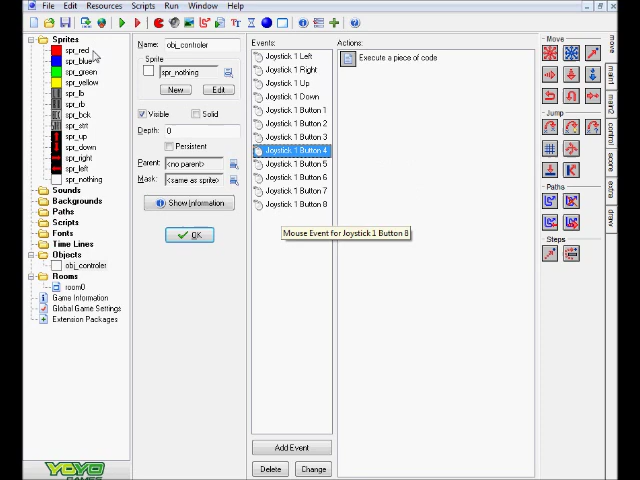 File Edit Resources Scripts Run Window Help
Sprites
spr_red
spr_blue
spr_green
spr_yellow
spr_lb
spr_rb
spr_bck
spr_strt
spr_up
spr_down
spr_right
spr_left
spr_nothing
Sounds
Backgrounds
Paths
Scripts
Fonts
Time Lines
Objects
obj_controler
Rooms
room0
Game Information
Global Game Settings
Extension Packages
YOYO
GAMES
Name: obj_controler
Sprite
spr_nothing
New Edit
Visible Solid
Depth: 0
Persistent
Parent: <no parent>
Mask: <same as sprite>
Show Information
OK
Events:
Joystick 1 Left
Joystick 1 Right
Joystick 1 Up
Joystick 1 Down
Joystick 1 Button 1
Joystick 1 Button 2
Joystick 1 Button 3
Joystick 1 Button 4
Joystick 1 Button 5
Joystick 1 Button 6
Joystick 1 Button 7
Joystick 1 Button 8
Mouse Event for Joystick 1 Button 8
Add Event
Delete Change
Actions:
Execute a piece of code
Move
Jump
Paths
Steps
move
main1
main2
control
score
extra
draw